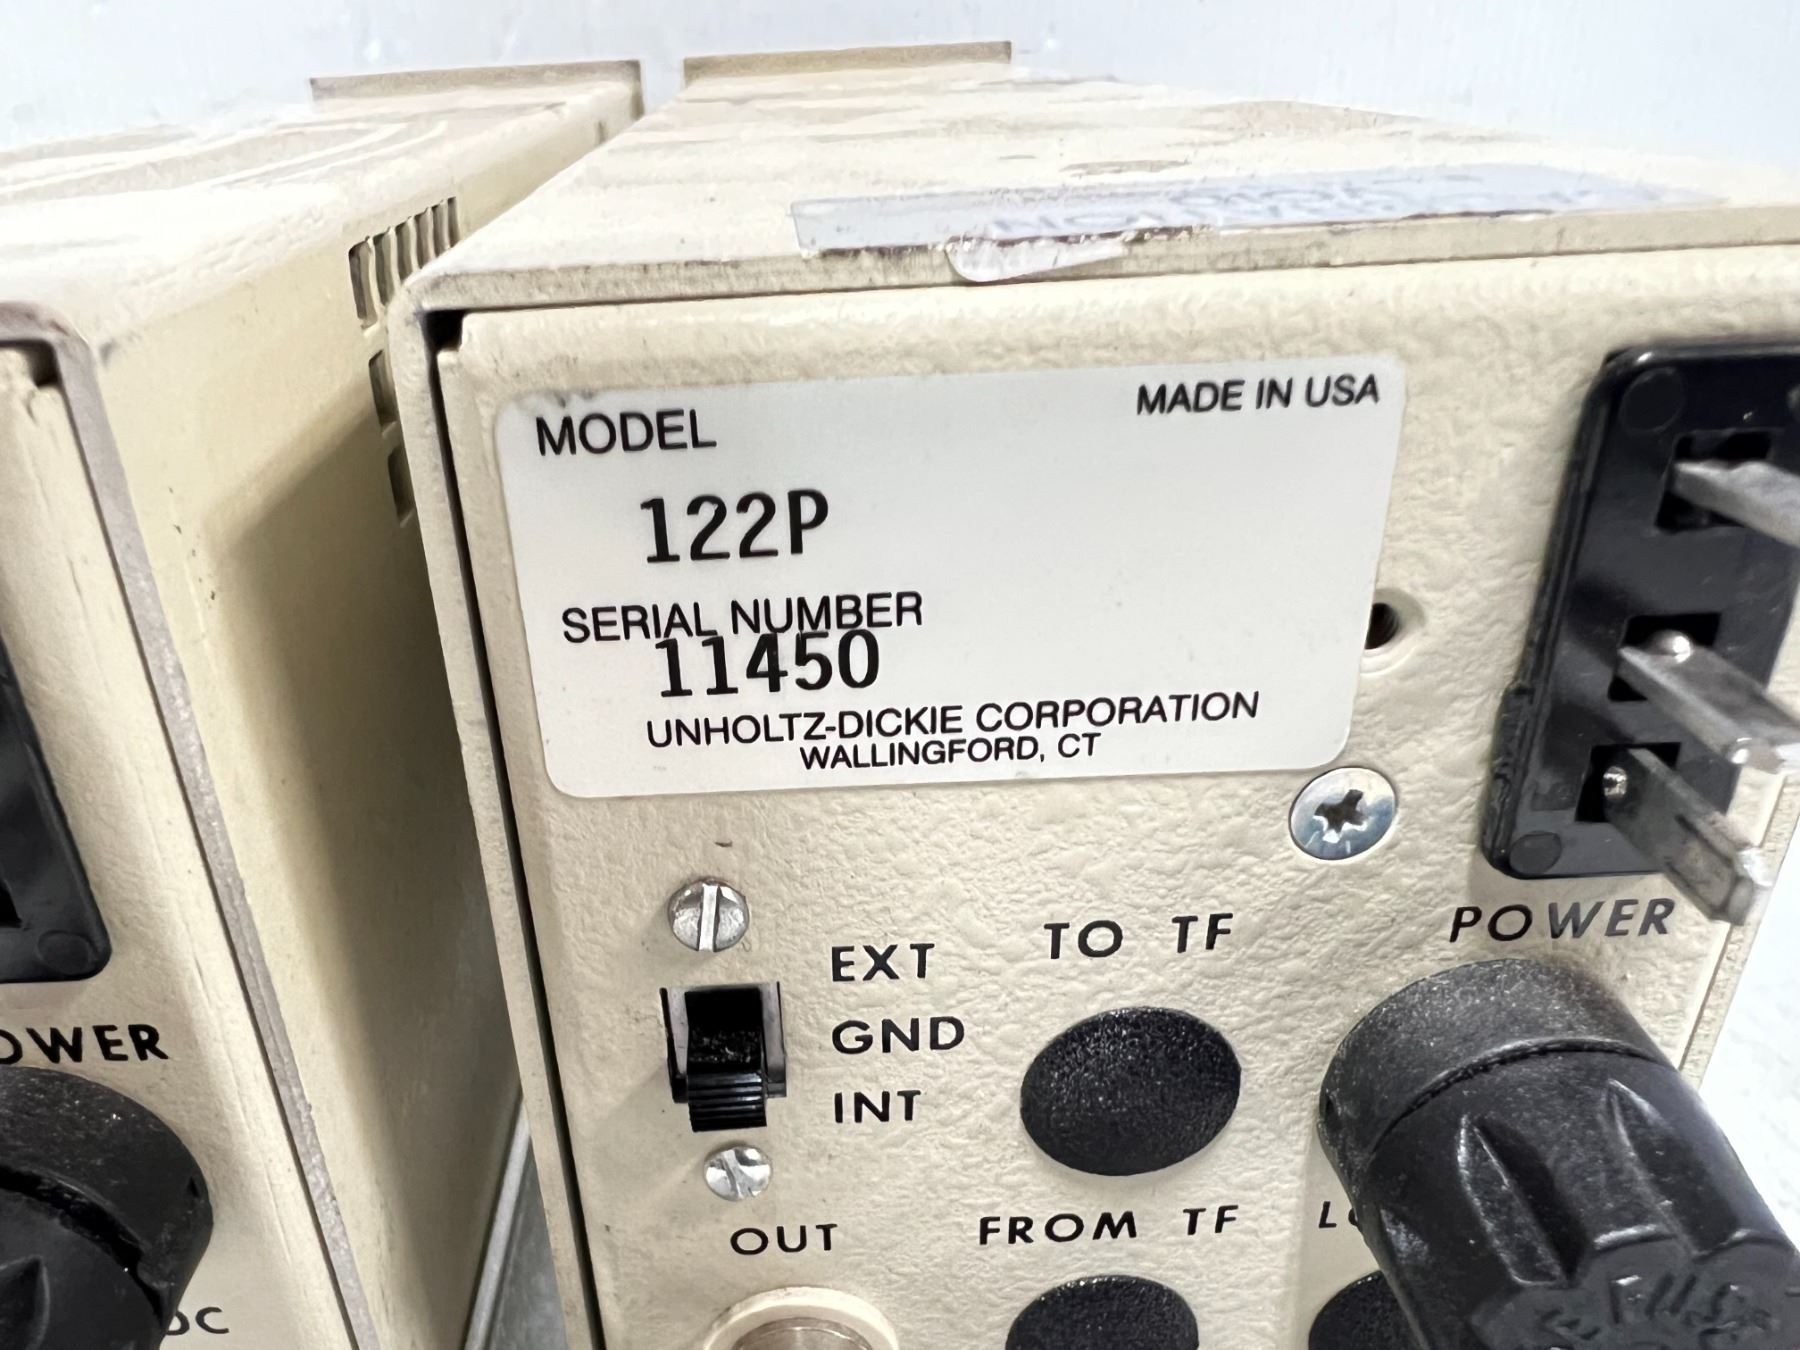 MODEL
MADE IN USA
122P
SERIAL NUMBER
11450
UNHOLTZ-DICKIE CORPORATION
WALLINGFORD, CT
EXT
GND
INT
TO TF
POWER
OUT
FROM TF
OWER